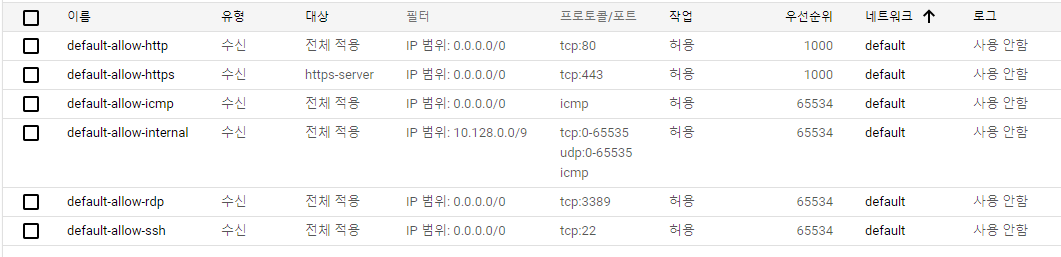 이름 유형 대상 필터 프로토콜/포트 작업 우선순위 네트워크 ↑ 로그
default-allow-http 수신 전체 적용 IP 범위: 0.0.0.0/0 tcp:80 허용 1000 default 사용 안함
default-allow-https 수신 https-server IP 범위: 0.0.0.0/0 tcp:443 허용 1000 default 사용 안함
default-allow-icmp 수신 전체 적용 IP 범위: 0.0.0.0/0 icmp 허용 65534 default 사용 안함
default-allow-internal 수신 전체 적용 IP 범위: 10.128.0.0/9 tcp:0-65535 허용 65534 default 사용 안함
udp:0-65535
icmp
default-allow-rdp 수신 전체 적용 IP 범위: 0.0.0.0/0 tcp:3389 허용 65534 default 사용 안함
default-allow-ssh 수신 전체 적용 IP 범위: 0.0.0.0/0 tcp:22 허용 65534 default 사용 안함